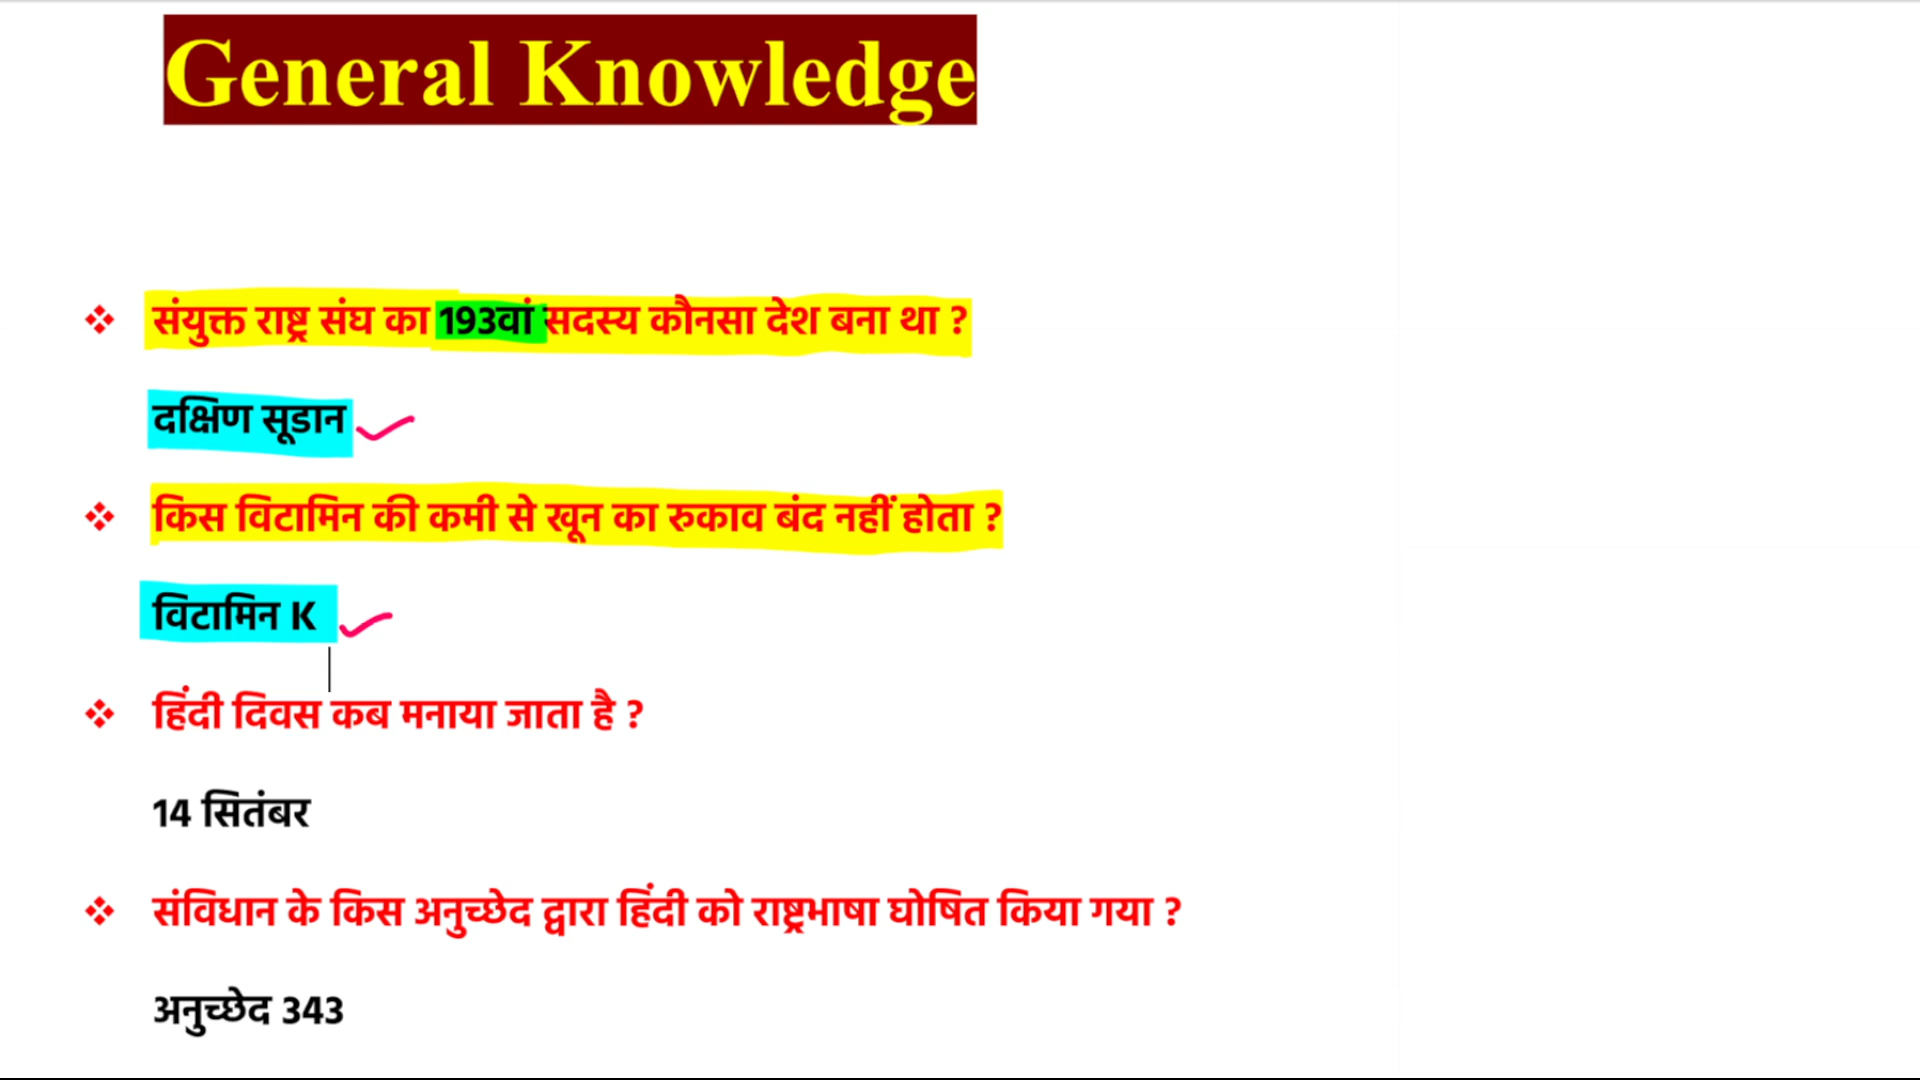 General Knowledge
❖ संयुक्त राष्ट्र संघ का 193वां सदस्य कौनसा देश बना था ?
दक्षिण सूडान
❖ किस विटामिन की कमी से खून का रुकाव बंद नहीं होता ?
विटामिन K
❖ हिंदी दिवस कब मनाया जाता है ?
14 सितंबर
❖ संविधान के किस अनुच्छेद द्वारा हिंदी को राष्ट्रभाषा घोषित किया गया ?
अनुच्छेद 343